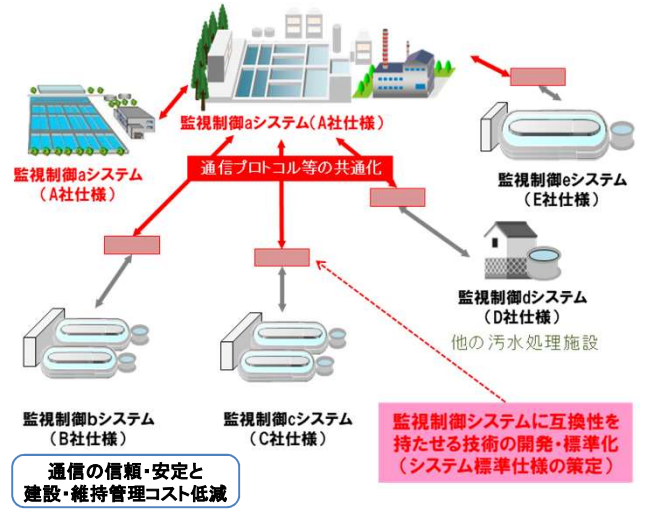 監視制御aシステム(A社仕様)
監視制御aシステム
(A社仕様)
通信プロトコル等の共通化
監視制御eシステム
(E社仕様)
監視制御dシステム
(D社仕様)
他の汚水処理施設
監視制御bシステム
(B社仕様)
監視制御cシステム
(C社仕様)
監視制御システムに互換性を
持たせる技術の開発・標準化
(システム標準仕様の策定)
通信の信頼・安定と
建設・維持管理コスト低減